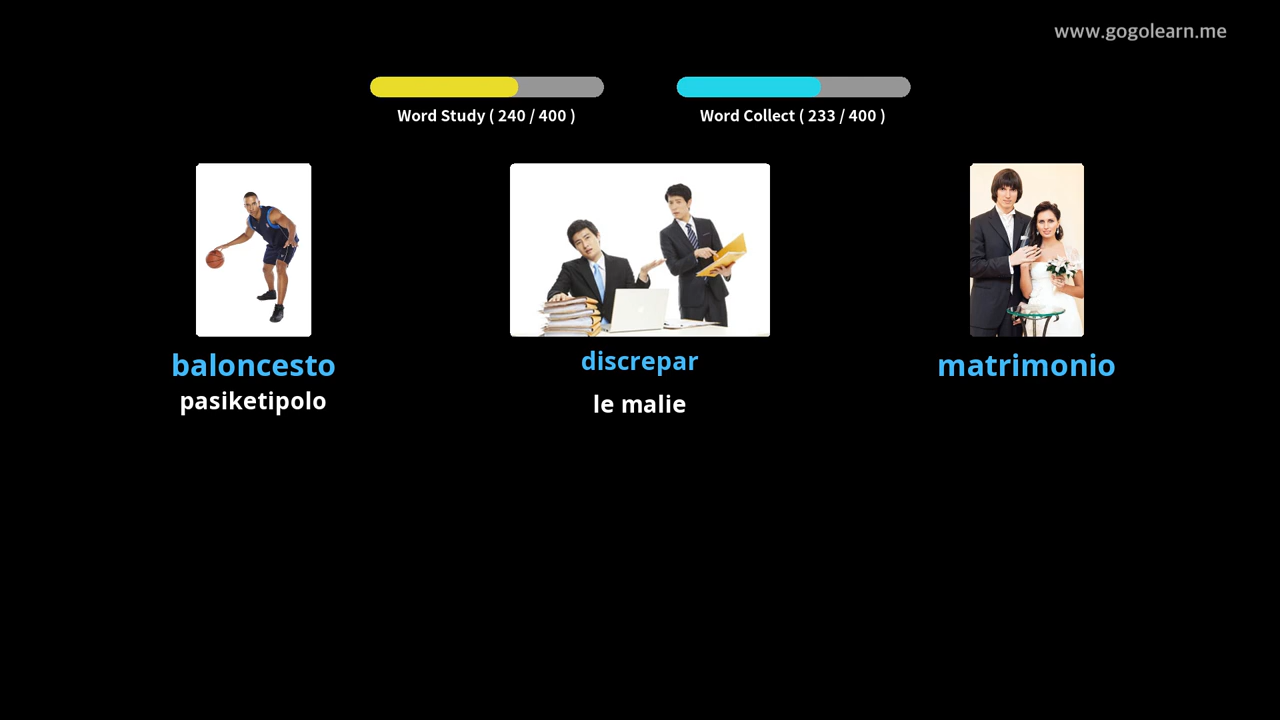 www.gogolearn.me
Word Study ( 240 / 400 )
Word Collect ( 233 / 400 )
baloncesto
pasiketipolo
discrepar
le malie
matrimonio